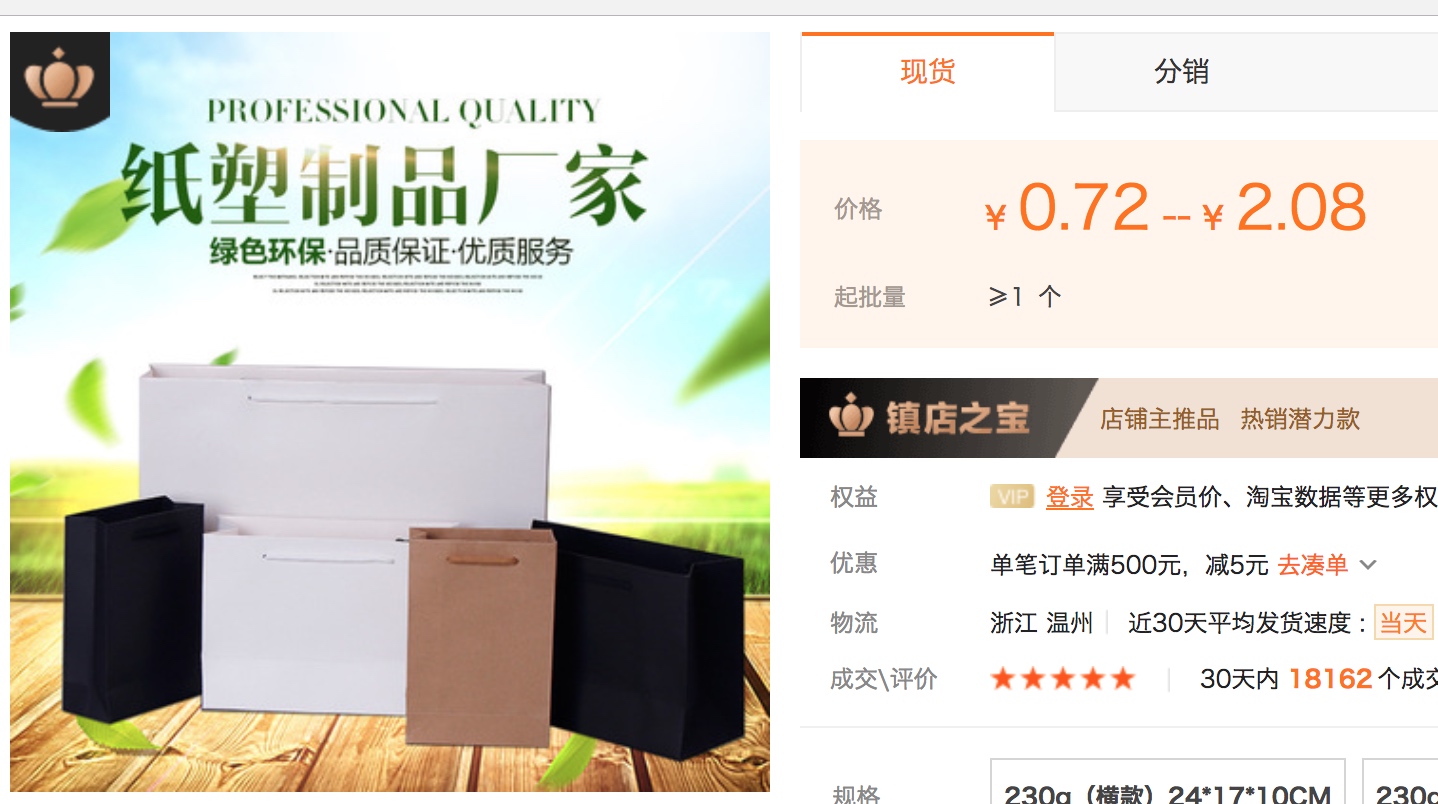 PROFESSIONAL QUALITY
纸塑制品厂家
绿色环保·品质保证·优质服务
现货
分销
价格
¥ 0.72 -- ¥ 2.08
起批量
≥1 个
镇店之宝
店铺主推品 热销潜力款
权益
VIP 登录 享受会员价、淘宝数据等更多权
优惠
单笔订单满500元，减5元 去凑单
物流
浙江 温州 近30天平均发货速度：当天
成交\评价
30天内 18162 个成交
规格
230g（横款）24*17*10CM
230g